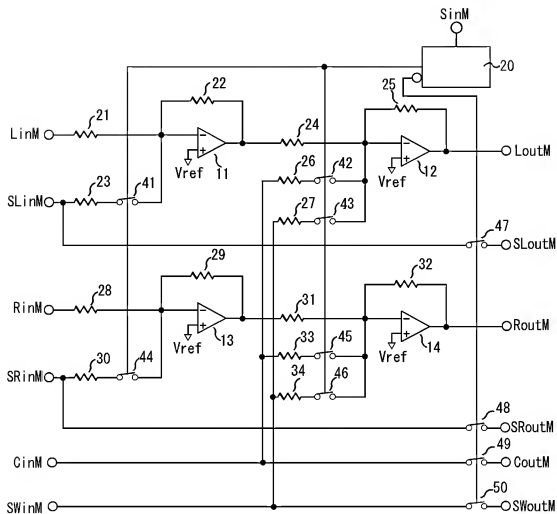 SinM
20
22
25
21
24
LinM
LoutM
Vref
11
26
42
Vref
12
23
41
27
43
SLinM
47
SLoutM
29
32
28
31
RinM
RoutM
Vref
13
33
45
Vref
14
30
44
34
46
SRinM
48
SRoutM
49
CinM
CoutM
50
SWinM
SWoutM